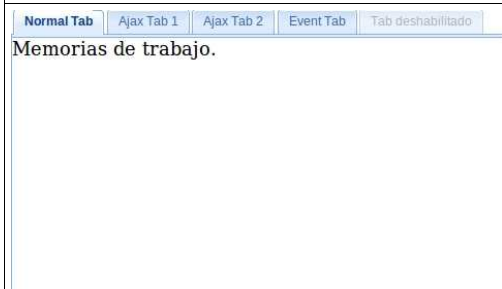 Normal Tab Ajax Tab 1 Ajax Tab 2 Event Tab Tab deshabilitado
Memorias de trabajo.